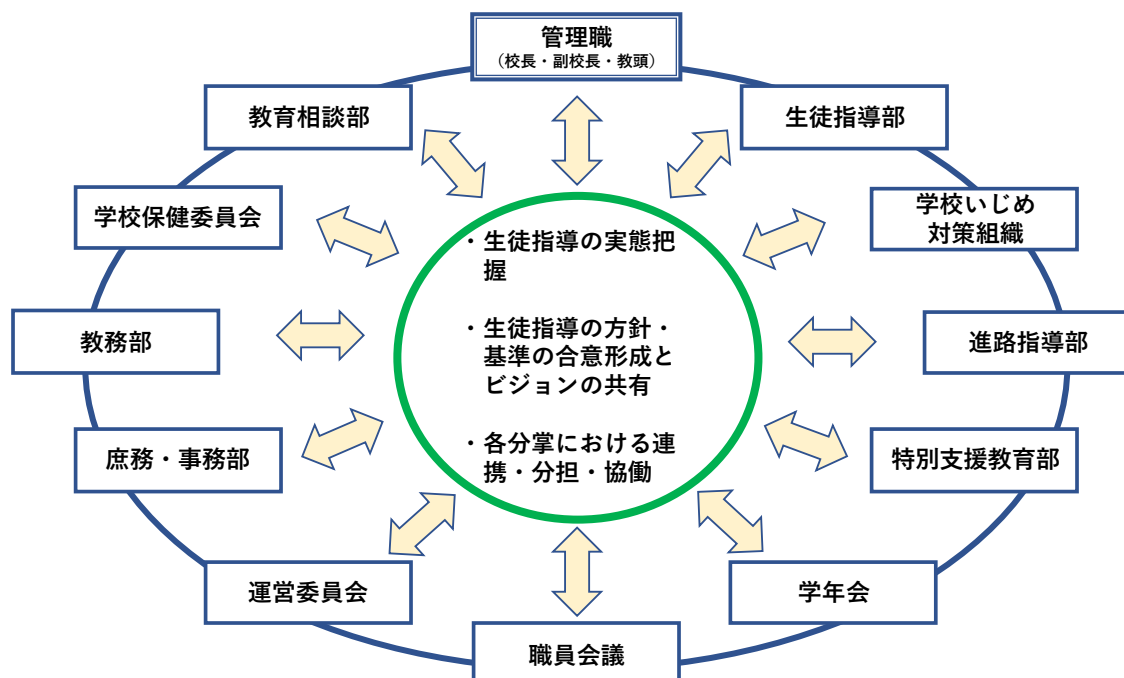 管理職
（校長・副校長・教頭）
教育相談部
生徒指導部
学校保健委員会
学校いじめ
対策組織
・生徒指導の実態把
握
教務部
・生徒指導の方針・
基準の合意形成と
ビジョンの共有
進路指導部
庶務・事務部
・各分掌における連
携・分担・協働
特別支援教育部
運営委員会
学年会
職員会議